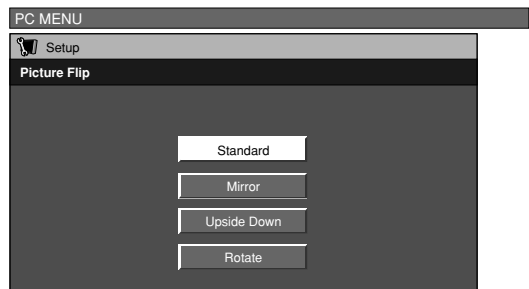 PC MENU
Setup
Picture Flip
Standard
Mirror
Upside Down
Rotate